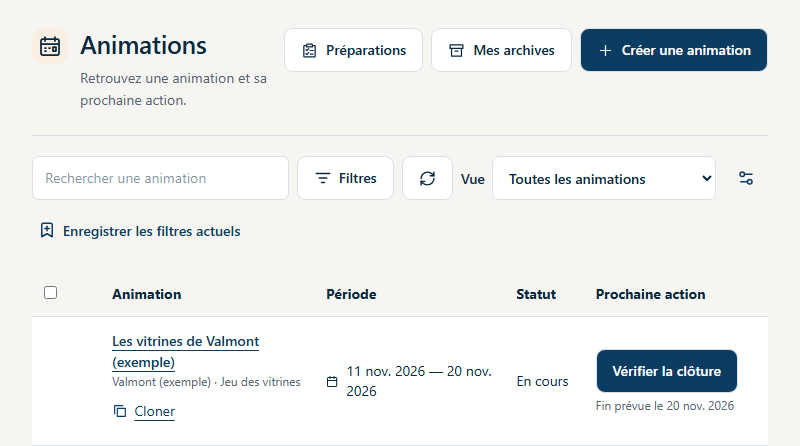 Animations
Retrouvez une animation et sa
prochaine action.
Préparations
Mes archives
Créer une animation
Rechercher une animation
Filtres
Vue
Toutes les animations
Enregistrer les filtres actuels
Animation
Période
Statut
Prochaine action
Les vitrines de Valmont
(exemple)
Valmont (exemple) · Jeu des vitrines
Cloner
11 nov. 2026 — 20 nov.
2026
En cours
Vérifier la clôture
Fin prévue le 20 nov. 2026